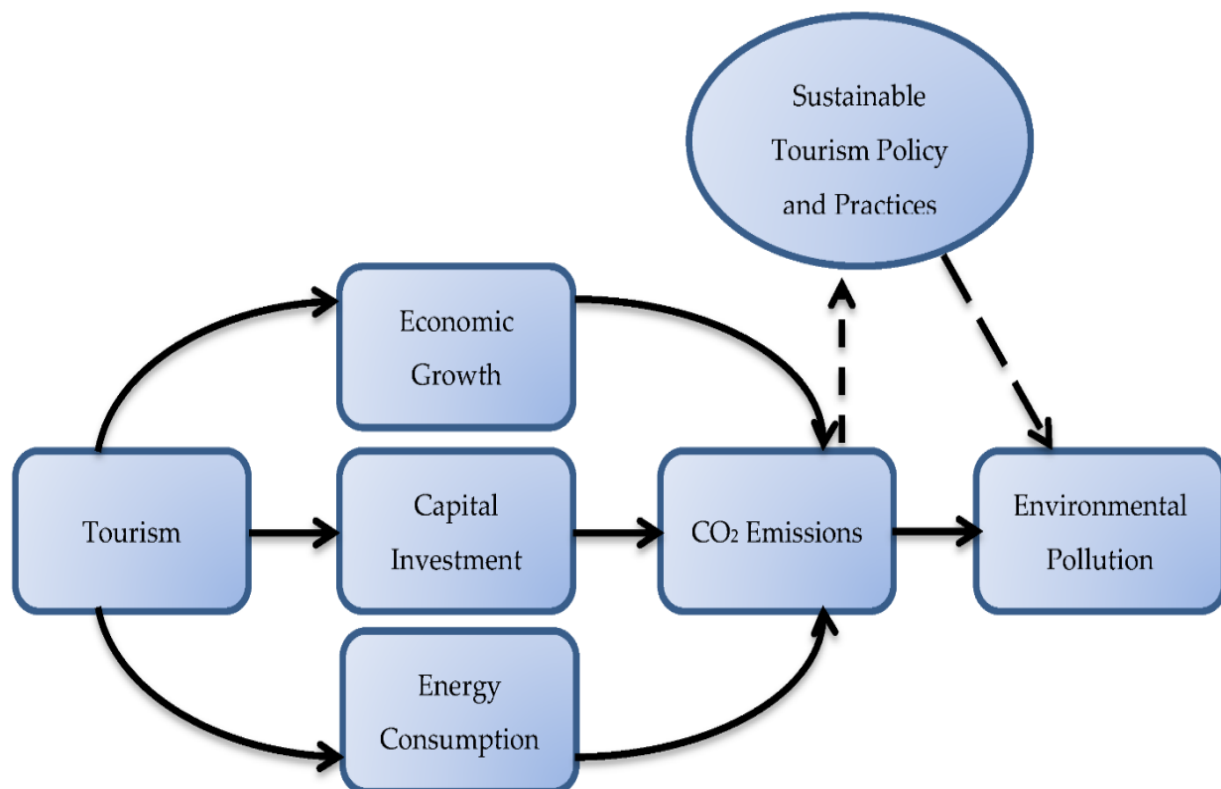 Sustainable
Tourism Policy
and Practices
Economic
Growth
Tourism
Capital
Investment
CO₂ Emissions
Environmental
Pollution
Energy
Consumption